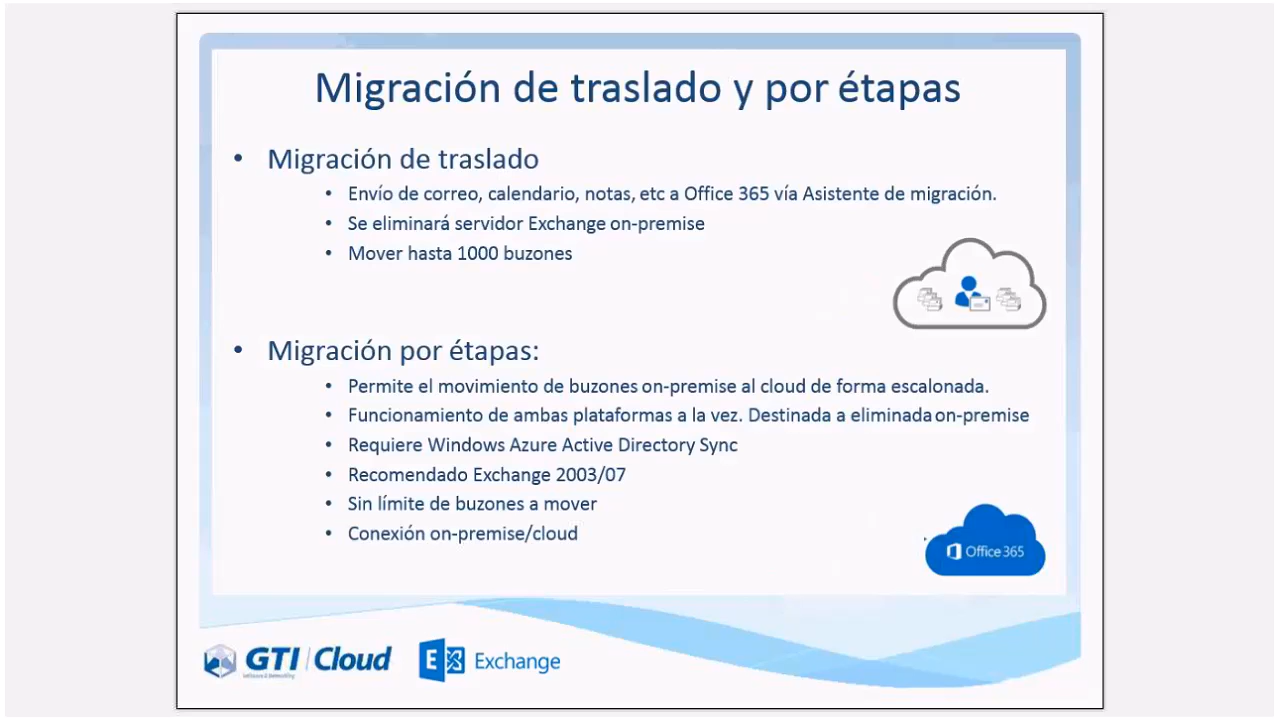 Migración de traslado y por étapas
• Migración de traslado
• Envío de correo, calendario, notas, etc a Office 365 vía Asistente de migración.
• Se eliminará servidor Exchange on-premise
• Mover hasta 1000 buzones
• Migración por étapas:
• Permite el movimiento de buzones on-premise al cloud de forma escalonada.
• Funcionamiento de ambas plataformas a la vez. Destinada a eliminada on-premise
• Requiere Windows Azure Active Directory Sync
• Recomendado Exchange 2003/07
• Sin límite de buzones a mover
• Conexión on-premise/cloud
Office 365
GTI | Cloud
Software & Networking
E Exchange